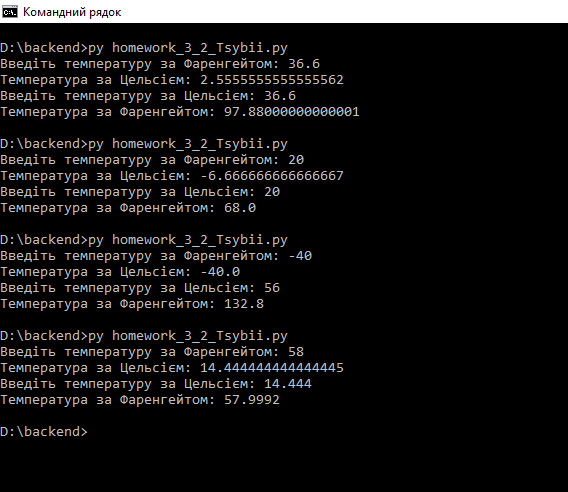 Командний рядок
D:\backend>py homework_3_2_Tsybii.py
Введіть температуру за Фаренгейтом: 36.6
Температура за Цельсієм: 2.5555555555555562
Введіть температуру за Цельсієм: 36.6
Температура за Фаренгейтом: 97.88000000000001
D:\backend>py homework_3_2_Tsybii.py
Введіть температуру за Фаренгейтом: 20
Температура за Цельсієм: -6.666666666666667
Введіть температуру за Цельсієм: 20
Температура за Фаренгейтом: 68.0
D:\backend>py homework_3_2_Tsybii.py
Введіть температуру за Фаренгейтом: -40
Температура за Цельсієм: -40.0
Введіть температуру за Цельсієм: 56
Температура за Фаренгейтом: 132.8
D:\backend>py homework_3_2_Tsybii.py
Введіть температуру за Фаренгейтом: 58
Температура за Цельсієм: 14.444444444444445
Введіть температуру за Цельсієм: 14.444
Температура за Фаренгейтом: 57.9992
D:\backend>